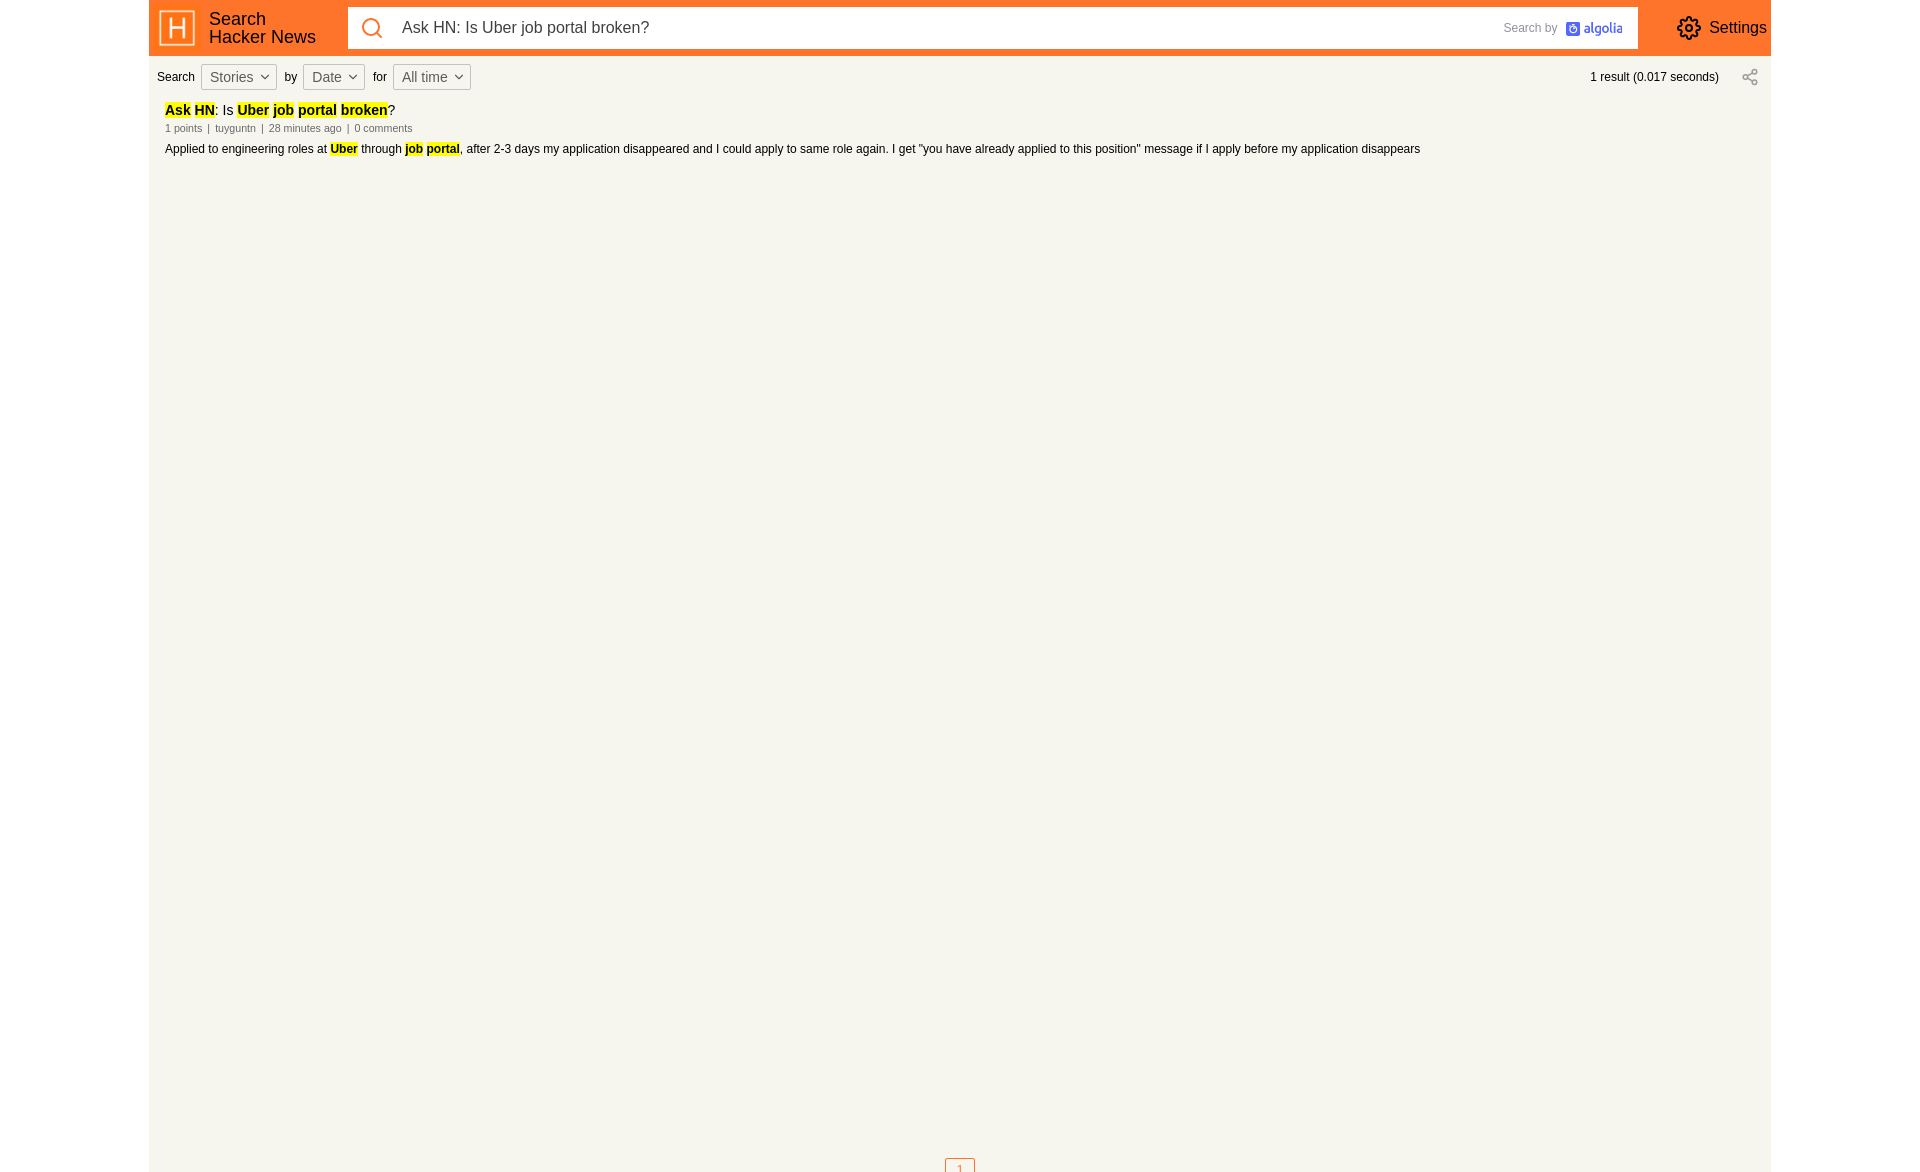 Search
Hacker News
Ask HN: Is Uber job portal broken?
Search by algolia
Settings
Search Stories by Date for All time
1 result (0.017 seconds)
Ask HN: Is Uber job portal broken?
1 points | tuyguntn | 28 minutes ago | 0 comments
Applied to engineering roles at Uber through job portal, after 2-3 days my application disappeared and I could apply to same role again. I get "you have already applied to this position" message if I apply before my application disappears
1